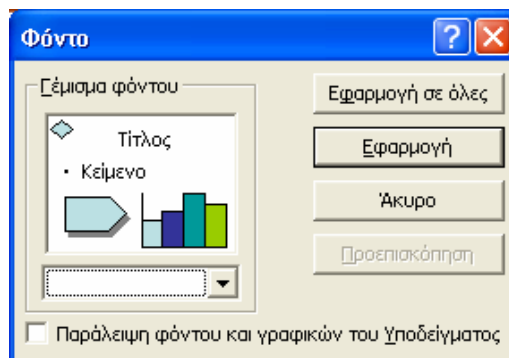 Φόντο
Γέμισμα φόντου
Τίτλος
• Κείμενο
Εφαρμογή σε όλες
Εφαρμογή
Άκυρο
Προεπισκόπηση
Παράλειψη φόντου και γραφικών του Υποδείγματος